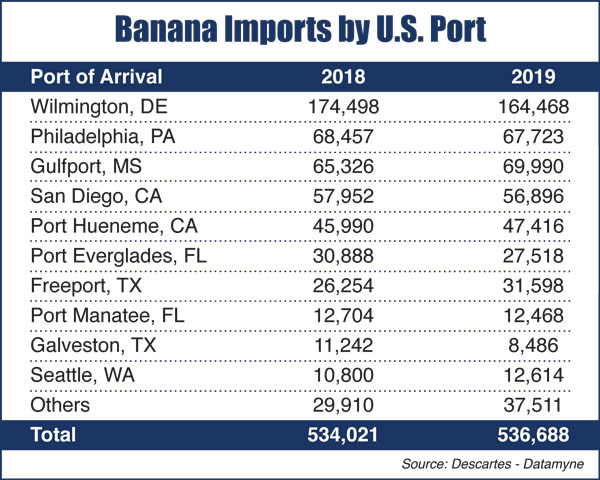 Banana Imports by U.S. Port
Port of Arrival 2018 2019
Wilmington, DE 174,498 164,468
Philadelphia, PA 68,457 67,723
Gulfport, MS 65,326 69,990
San Diego, CA 57,952 56,896
Port Hueneme, CA 45,990 47,416
Port Everglades, FL 30,888 27,518
Freeport, TX 26,254 31,598
Port Manatee, FL 12,704 12,468
Galveston, TX 11,242 8,486
Seattle, WA 10,800 12,614
Others 29,910 37,511
Total 534,021 536,688
Source: Descartes - Datamyne